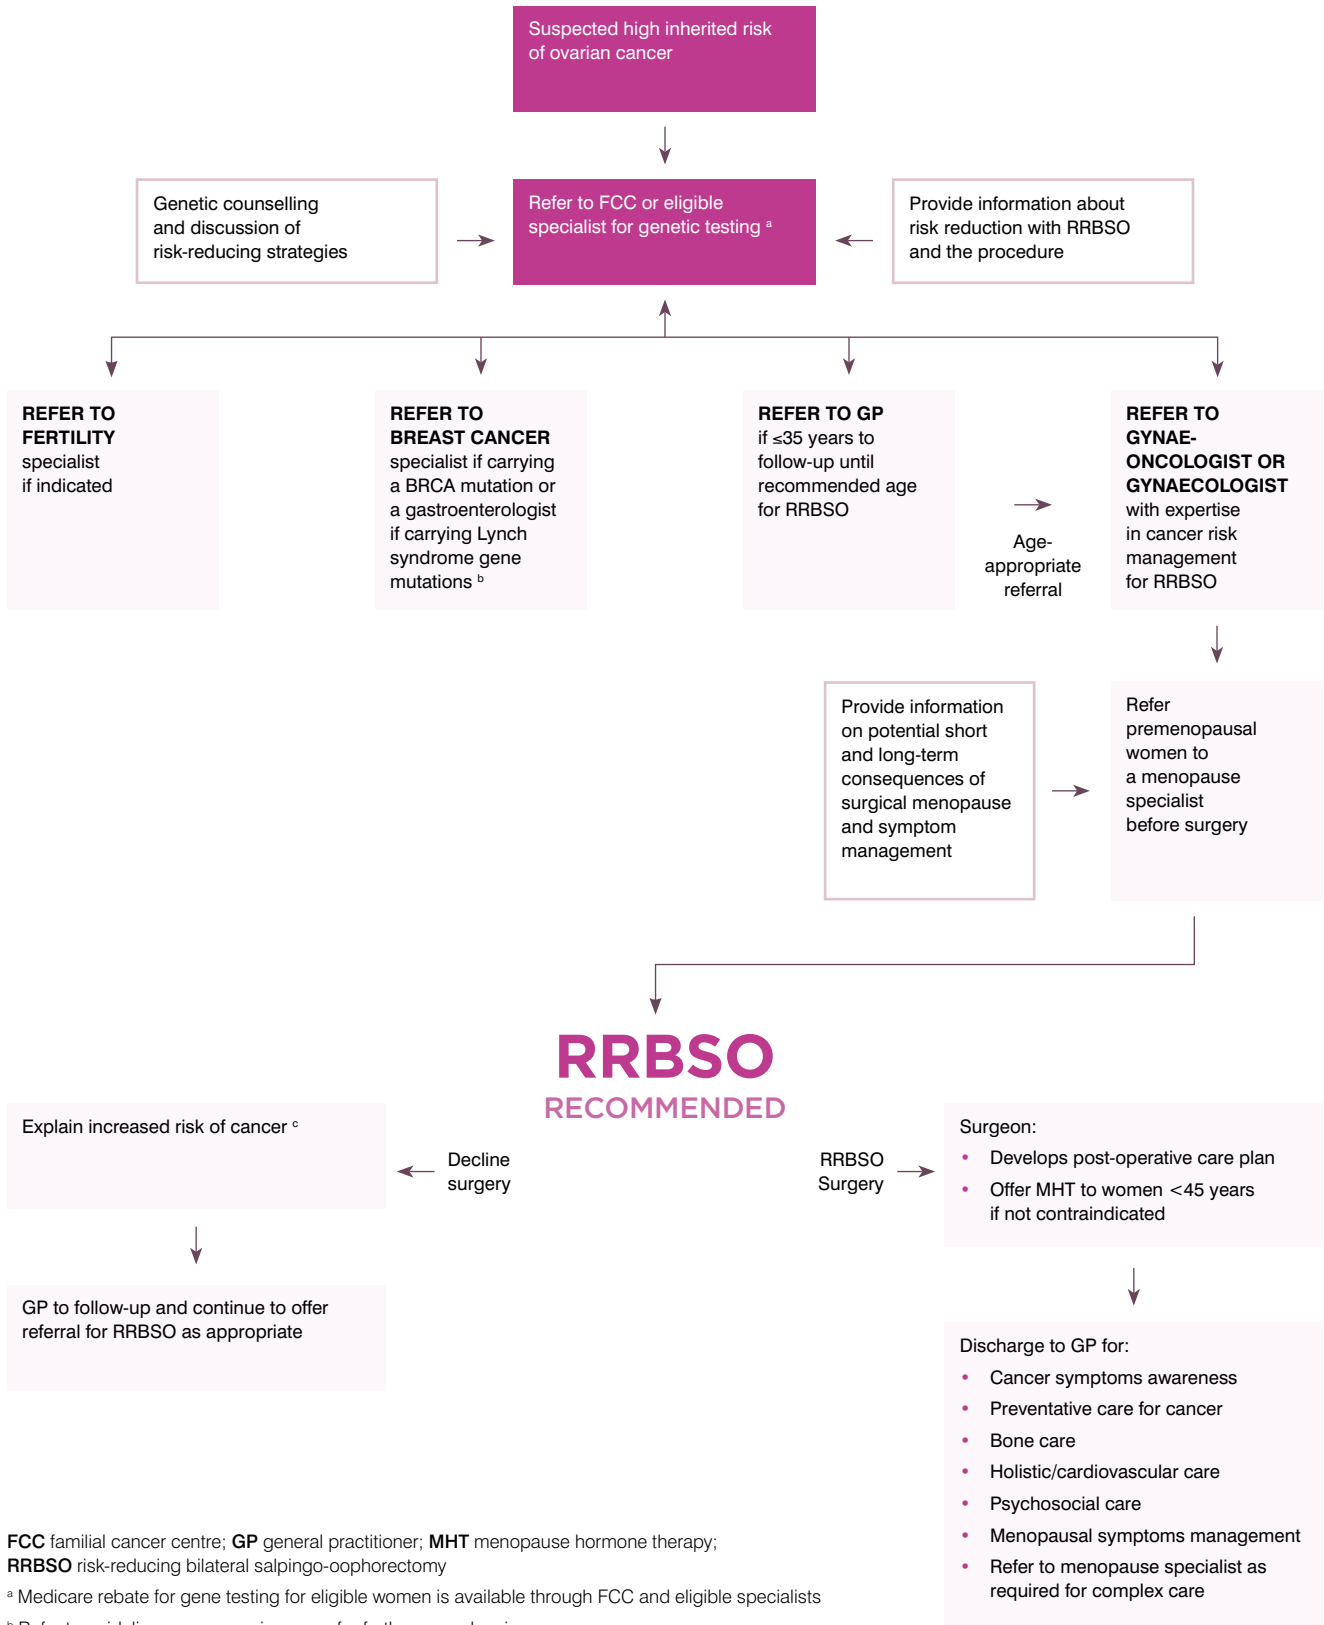 Suspected high inherited risk
of ovarian cancer
Genetic counselling
and discussion of
risk-reducing strategies
Refer to FCC or eligible
specialist for genetic testing ᵃ
Provide information about
risk reduction with RRBSO
and the procedure
REFER TO
FERTILITY
specialist
if indicated
REFER TO
BREAST CANCER
specialist if carrying
a BRCA mutation or
a gastroenterologist
if carrying Lynch
syndrome gene
mutations ᵇ
REFER TO GP
if ≤35 years to
follow-up until
recommended age
for RRBSO
Age-
appropriate
referral
REFER TO
GYNAE-
ONCOLOGIST OR
GYNAECOLOGIST
with expertise
in cancer risk
management
for RRBSO
Provide information
on potential short
and long-term
consequences of
surgical menopause
and symptom
management
Refer
premenopausal
women to
a menopause
specialist
before surgery
RRBSO
RECOMMENDED
Explain increased risk of cancer ᶜ
Decline
surgery
RRBSO
Surgery
Surgeon:
• Develops post-operative care plan
• Offer MHT to women <45 years
if not contraindicated
GP to follow-up and continue to offer
referral for RRBSO as appropriate
Discharge to GP for:
• Cancer symptoms awareness
• Preventative care for cancer
• Bone care
• Holistic/cardiovascular care
• Psychosocial care
• Menopausal symptoms management
• Refer to menopause specialist as
required for complex care
FCC familial cancer centre; GP general practitioner; MHT menopause hormone therapy;
RRBSO risk-reducing bilateral salpingo-oophorectomy
ᵃ Medicare rebate for gene testing for eligible women is available through FCC and eligible specialists